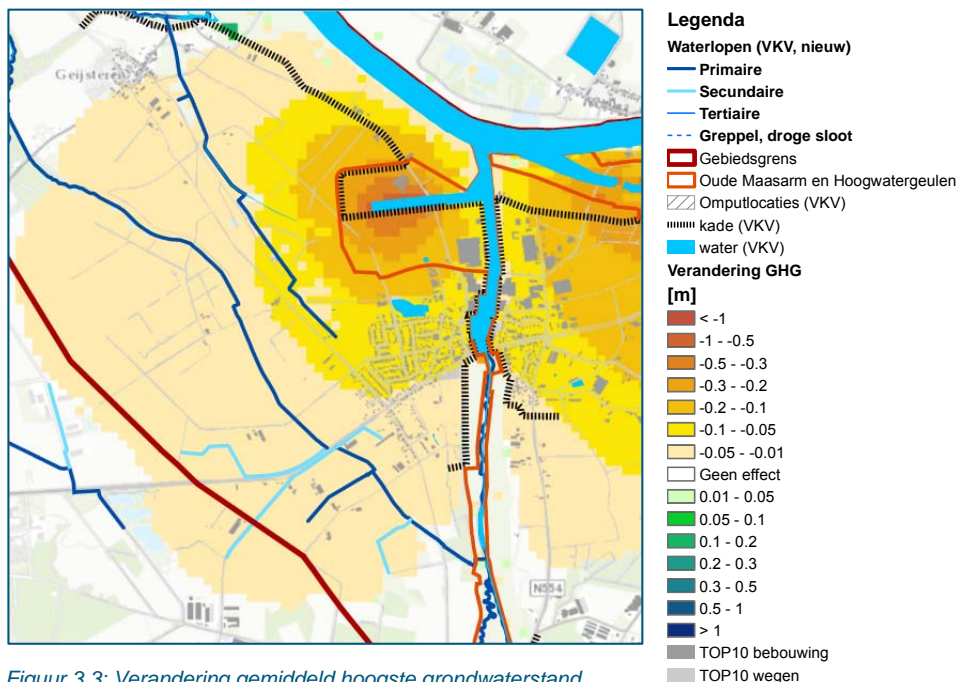 Geijsteren
N554
Legenda
Waterlopen (VKV, nieuw)
Primaire
Secundaire
Tertiaire
Greppel, droge sloot
Gebiedsgrens
Oude Maasarm en Hoogwatergeulen
Omputlocaties (VKV)
kade (VKV)
water (VKV)
Verandering GHG
[m]
< -1
-1 - -0.5
-0.5 - -0.3
-0.3 - -0.2
-0.2 - -0.1
-0.1 - -0.05
-0.05 - -0.01
Geen effect
0.01 - 0.05
0.05 - 0.1
0.1 - 0.2
0.2 - 0.3
0.3 - 0.5
0.5 - 1
> 1
TOP10 bebouwing
TOP10 wegen
Figuur 3.3: Verandering gemiddeld hoogste grondwaterstand